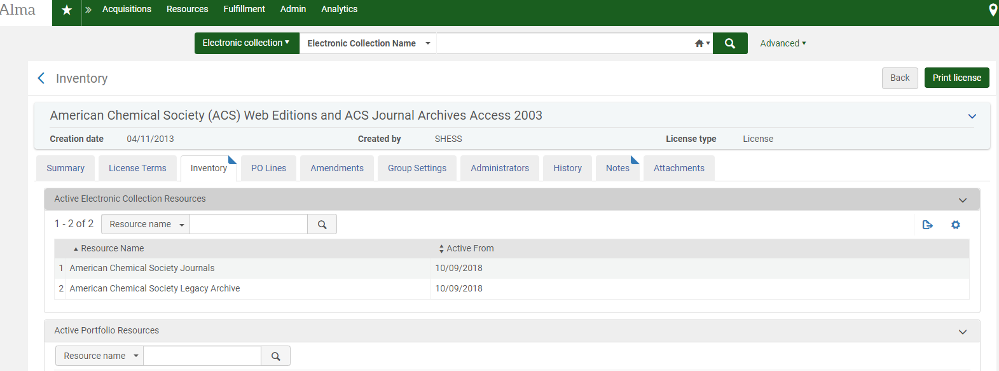 Alma
Acquisitions Resources Fulfillment Admin Analytics
Electronic collection Electronic Collection Name Advanced
Inventory Back Print license
American Chemical Society (ACS) Web Editions and ACS Journal Archives Access 2003
Creation date 04/11/2013 Created by SHESS License type License
Summary License Terms Inventory PO Lines Amendments Group Settings Administrators History Notes Attachments
Active Electronic Collection Resources
1 - 2 of 2 Resource name
Resource Name Active From
1 American Chemical Society Journals 10/09/2018
2 American Chemical Society Legacy Archive 10/09/2018
Active Portfolio Resources
Resource name